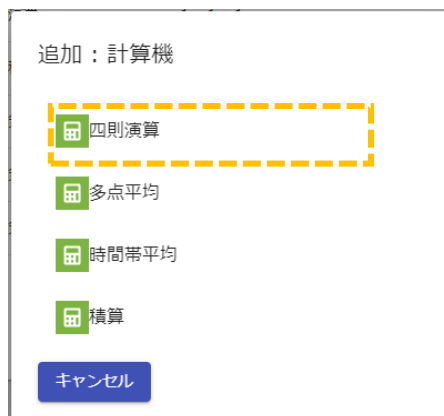 追加：計算機
四則演算
多点平均
時間帯平均
積算
キャンセル